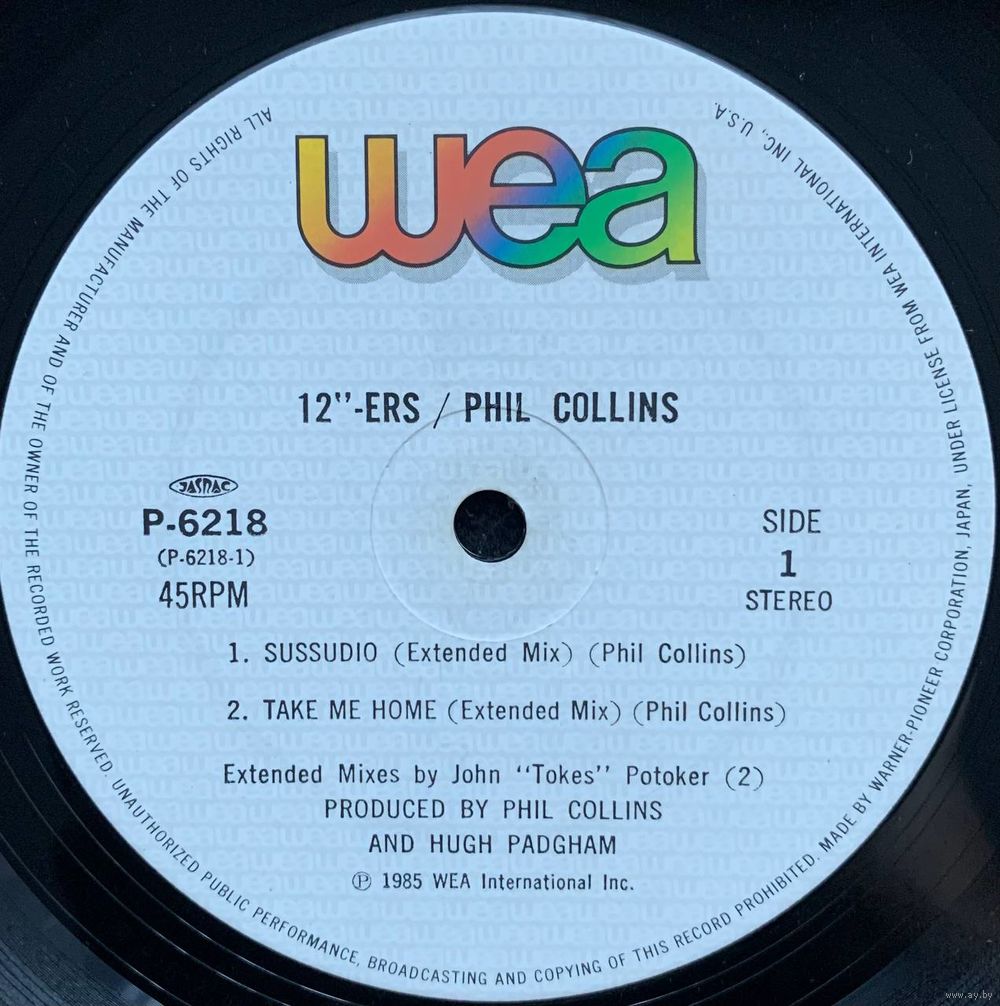 wea
12"-ERS / PHIL COLLINS
JASRAC
P-6218
(P-6218-1)
45RPM
SIDE
1
STEREO
1. SUSSUDIO (Extended Mix) (Phil Collins)
2. TAKE ME HOME (Extended Mix) (Phil Collins)
Extended Mixes by John "Tokes" Potoker (2)
PRODUCED BY PHIL COLLINS
AND HUGH PADGHAM
Ⓟ 1985 WEA International Inc.
ALL RIGHTS OF THE MANUFACTURER AND OF THE OWNER OF THE RECORDED WORK RESERVED. UNAUTHORIZED PUBLIC PERFORMANCE, BROADCASTING AND COPYING OF THIS RECORD PROHIBITED. MADE BY WARNER-PIONEER CORPORATION, JAPAN, UNDER LICENSE FROM WEA INTERNATIONAL INC., U.S.A.
www.ay.by